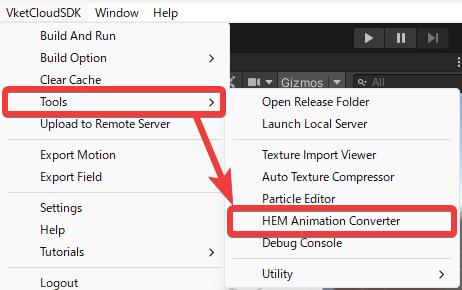 VketCloudSDK Window Help
Build And Run
Build Option
Clear Cache
Tools
Upload to Remote Server
Export Motion
Export Field
Settings
Help
Tutorials
Logout
Gizmos
All
Open Release Folder
Launch Local Server
Texture Import Viewer
Auto Texture Compressor
Particle Editor
HEM Animation Converter
Debug Console
Utility